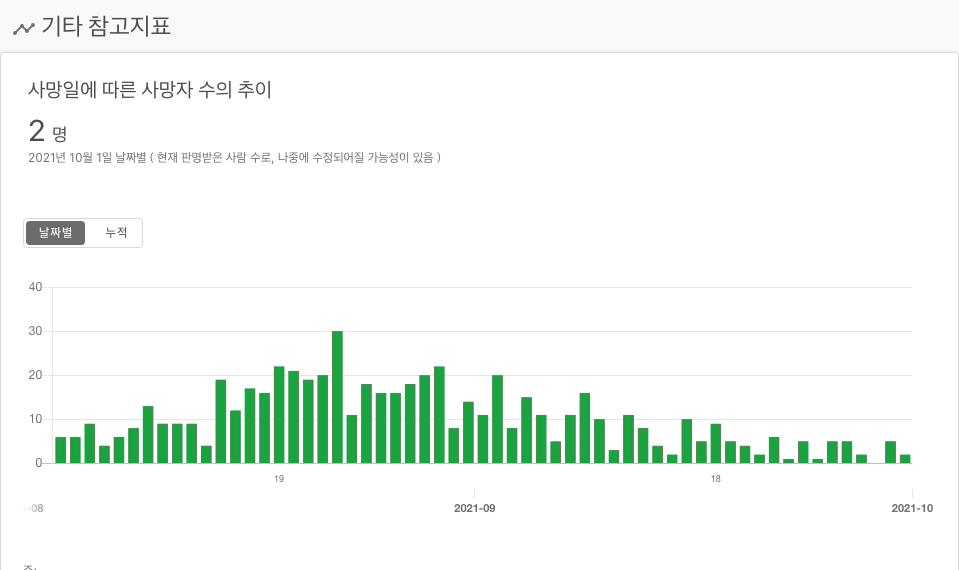 기타 참고지표
사망일에 따른 사망자 수의 추이
2 명
2021년 10월 1일 날짜별 ( 현재 판명받은 사람 수로, 나중에 수정되어질 가능성이 있음 )
날짜별 누적
40
30
20
10
0
19 18
-08 2021-09 2021-10